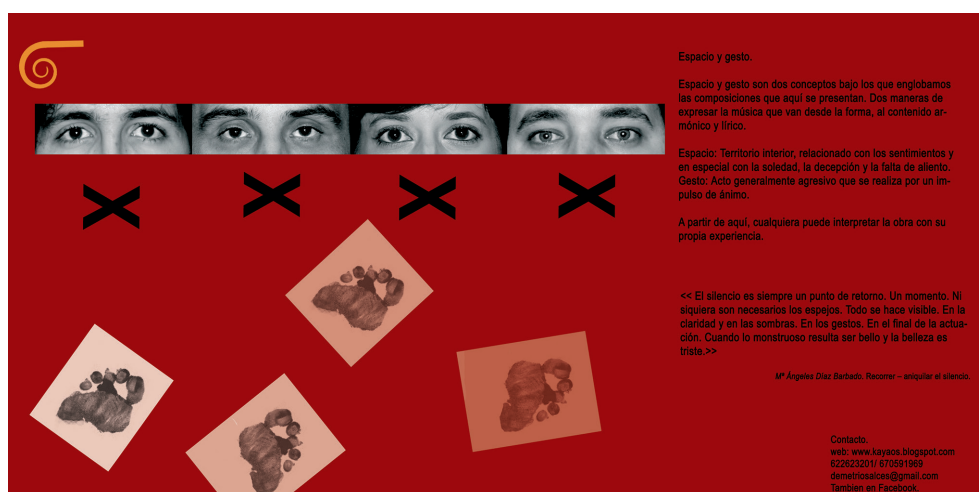 Espacio y gesto.
Espacio y gesto son dos conceptos bajo los que englobamos
las composiciones que aquí se presentan. Dos maneras de
expresar la música que van desde la forma, al contenido ar-
mónico y lírico.
Espacio: Territorio interior, relacionado con los sentimientos y
en especial con la soledad, la decepción y la falta de aliento.
Gesto: Acto generalmente agresivo que se realiza por un im-
pulso de ánimo.
A partir de aquí, cualquiera puede interpretar la obra con su
propia experiencia.
<< El silencio es siempre un punto de retorno. Un momento. Ni
siquiera son necesarios los espejos. Todo se hace visible. En la
claridad y en las sombras. En los gestos. En el final de la actua-
ción. Cuando lo monstruoso resulta ser bello y la belleza es
triste.>>
Mª Ángeles Díaz Barbado. Recorrer – aniquilar el silencio.
Contacto.
web: www.kayaos.blogspot.com
622623201/ 670591969
demetriosalces@gmail.com
Tambien en Facebook.